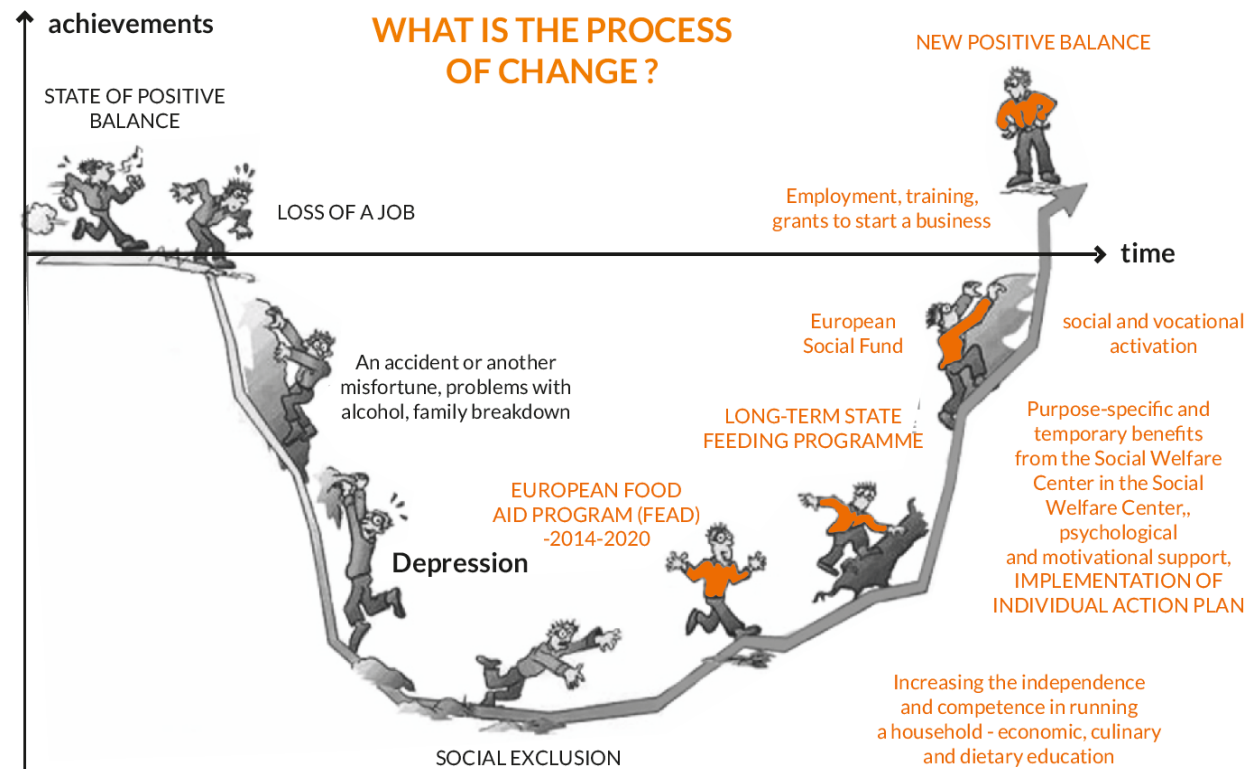 achievements
WHAT IS THE PROCESS
OF CHANGE ?
NEW POSITIVE BALANCE
STATE OF POSITIVE
BALANCE
LOSS OF A JOB
Employment, training,
grants to start a business
time
European
Social Fund
social and vocational
activation
An accident or another
misfortune, problems with
alcohol, family breakdown
LONG-TERM STATE
FEEDING PROGRAMME
Purpose-specific and
temporary benefits
from the Social Welfare
Center in the Social
Welfare Center,,
psychological
and motivational support,
IMPLEMENTATION OF
INDIVIDUAL ACTION PLAN
EUROPEAN FOOD
AID PROGRAM (FEAD)
-2014-2020
Depression
Increasing the independence
and competence in running
a household - economic, culinary
and dietary education
SOCIAL EXCLUSION